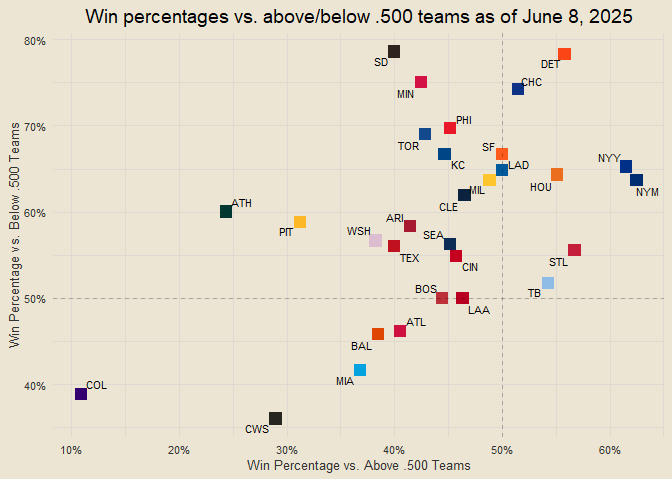 Win percentages vs. above/below .500 teams as of June 8, 2025
Win Percentage vs. Below .500 Teams
80%
70%
60%
50%
40%
SD
DET
MIN
CHC
PHI
TOR
SF
KC
LAD
NYY
MIL
HOU
NYM
CLE
ATH
PIT
WSH
ARI
SEA
TEX
CIN
STL
BOS
TB
LAA
ATL
BAL
MIA
COL
CWS
10%
20%
30%
40%
50%
60%
Win Percentage vs. Above .500 Teams